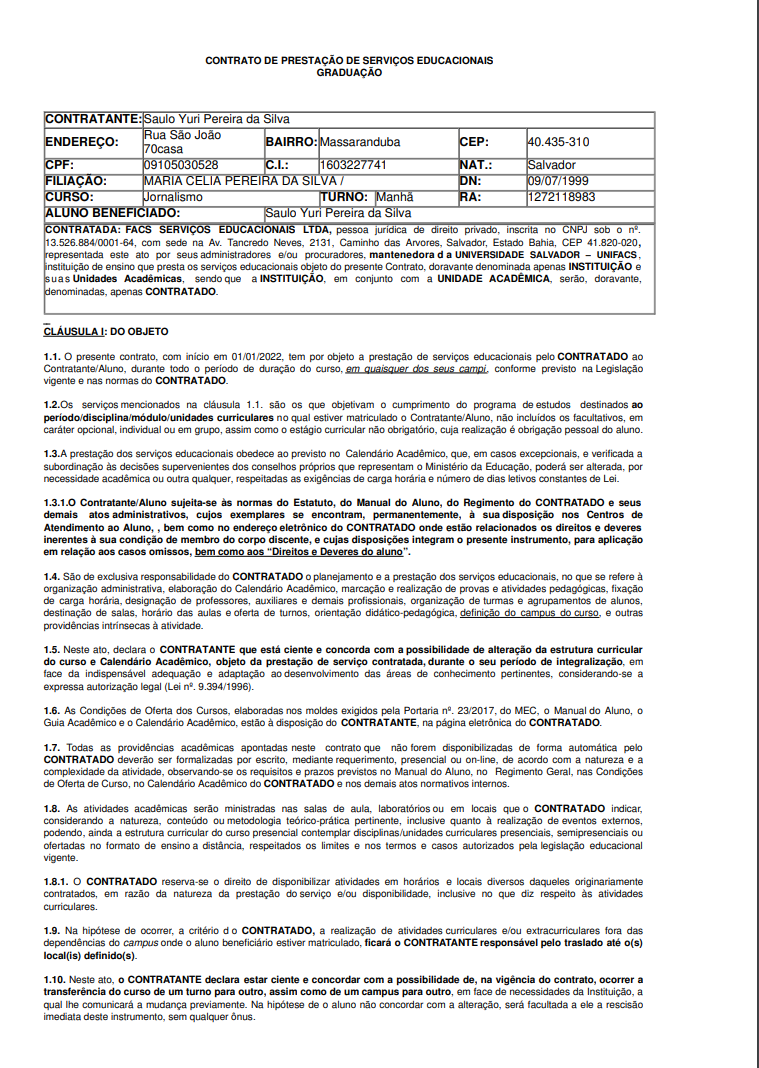 CONTRATO DE PRESTAÇÃO DE SERVIÇOS EDUCACIONAIS
GRADUAÇÃO
CONTRATANTE: Saulo Yuri Pereira da Silva
ENDEREÇO: Rua São João 70casa BAIRRO: Massaranduba CEP: 40.435-310
CPF: 09105030528 C.I.: 1603227741 NAT.: Salvador
FILIAÇÃO: MARIA CELIA PEREIRA DA SILVA / DN: 09/07/1999
CURSO: Jornalismo TURNO: Manhã RA: 1272118983
ALUNO BENEFICIADO: Saulo Yuri Pereira da Silva
CONTRATADA: FACS SERVIÇOS EDUCACIONAIS LTDA, pessoa jurídica de direito privado, inscrita no CNPJ sob o nº.
13.526.884/0001-64, com sede na Av. Tancredo Neves, 2131, Caminho das Arvores, Salvador, Estado Bahia, CEP 41.820-020,
representada este ato por seus administradores e/ou procuradores, mantenedora d a UNIVERSIDADE SALVADOR – UNIFACS,
instituição de ensino que presta os serviços educacionais objeto do presente Contrato, doravante denominada apenas INSTITUIÇÃO e
suas Unidades Acadêmicas, sendo que a INSTITUIÇÃO, em conjunto com a UNIDADE ACADÊMICA, serão, doravante,
denominadas, apenas CONTRATADO.
CLÁUSULA I: DO OBJETO
1.1. O presente contrato, com início em 01/01/2022, tem por objeto a prestação de serviços educacionais pelo CONTRATADO ao
Contratante/Aluno, durante todo o período de duração do curso, em quaisquer dos seus campi, conforme previsto na Legislação
vigente e nas normas do CONTRATADO.
1.2.Os serviços mencionados na cláusula 1.1. são os que objetivam o cumprimento do programa de estudos destinados ao
período/disciplina/módulo/unidades curriculares no qual estiver matriculado o Contratante/Aluno, não incluídos os facultativos, em
caráter opcional, individual ou em grupo, assim como o estágio curricular não obrigatório, cuja realização é obrigação pessoal do aluno.
1.3.A prestação dos serviços educacionais obedece ao previsto no Calendário Acadêmico, que, em casos excepcionais, e verificada a
subordinação às decisões supervenientes dos conselhos próprios que representam o Ministério da Educação, poderá ser alterada, por
necessidade acadêmica ou outra qualquer, respeitadas as exigências de carga horária e número de dias letivos constantes de Lei.
1.3.1.O Contratante/Aluno sujeita-se às normas do Estatuto, do Manual do Aluno, do Regimento do CONTRATADO e seus
demais atos administrativos, cujos exemplares se encontram, permanentemente, à sua disposição nos Centros de
Atendimento ao Aluno, , bem como no endereço eletrônico do CONTRATADO onde estão relacionados os direitos e deveres
inerentes à sua condição de membro do corpo discente, e cujas disposições integram o presente instrumento, para aplicação
em relação aos casos omissos, bem como aos “Direitos e Deveres do aluno”.
1.4. São de exclusiva responsabilidade do CONTRATADO o planejamento e a prestação dos serviços educacionais, no que se refere à
organização administrativa, elaboração do Calendário Acadêmico, marcação e realização de provas e atividades pedagógicas, fixação
de carga horária, designação de professores, auxiliares e demais profissionais, organização de turmas e agrupamentos de alunos,
destinação de salas, horário das aulas e oferta de turnos, orientação didático-pedagógica, definição do campus do curso, e outras
providências intrínsecas à atividade.
1.5. Neste ato, declara o CONTRATANTE que está ciente e concorda com a possibilidade de alteração da estrutura curricular
do curso e Calendário Acadêmico, objeto da prestação de serviço contratada, durante o seu período de integralização, em
face da indispensável adequação e adaptação ao desenvolvimento das áreas de conhecimento pertinentes, considerando-se a
expressa autorização legal (Lei nº. 9.394/1996).
1.6. As Condições de Oferta dos Cursos, elaboradas nos moldes exigidos pela Portaria nº. 23/2017, do MEC, o Manual do Aluno, o
Guia Acadêmico e o Calendário Acadêmico, estão à disposição do CONTRATANTE, na página eletrônica do CONTRATADO.
1.7. Todas as providências acadêmicas apontadas neste contrato que não forem disponibilizadas de forma automática pelo
CONTRATADO deverão ser formalizadas por escrito, mediante requerimento, presencial ou on-line, de acordo com a natureza e a
complexidade da atividade, observando-se os requisitos e prazos previstos no Manual do Aluno, no Regimento Geral, nas Condições
de Oferta de Curso, no Calendário Acadêmico do CONTRATADO e nos demais atos normativos internos.
1.8. As atividades acadêmicas serão ministradas nas salas de aula, laboratórios ou em locais que o CONTRATADO indicar,
considerando a natureza, conteúdo ou metodologia teórico-prática pertinente, inclusive quanto à realização de eventos externos,
podendo, ainda a estrutura curricular do curso presencial contemplar disciplinas/unidades curriculares presenciais, semipresenciais ou
ofertadas no formato de ensino a distância, respeitados os limites e nos termos e casos autorizados pela legislação educacional
vigente.
1.8.1. O CONTRATADO reserva-se o direito de disponibilizar atividades em horários e locais diversos daqueles originariamente
contratados, em razão da natureza da prestação do serviço e/ou disponibilidade, inclusive no que diz respeito às atividades
curriculares.
1.9. Na hipótese de ocorrer, a critério d o CONTRATADO, a realização de atividades curriculares e/ou extracurriculares fora das
dependências do campus onde o aluno beneficiário estiver matriculado, ficará o CONTRATANTE responsável pelo traslado até o(s)
local(is) definido(s).
1.10. Neste ato, o CONTRATANTE declara estar ciente e concordar com a possibilidade de, na vigência do contrato, ocorrer a
transferência do curso de um turno para outro, assim como de um campus para outro, em face de necessidades da Instituição, a
qual lhe comunicará a mudança previamente. Na hipótese de o aluno não concordar com a alteração, será facultada a ele a rescisão
imediata deste instrumento, sem qualquer ônus.